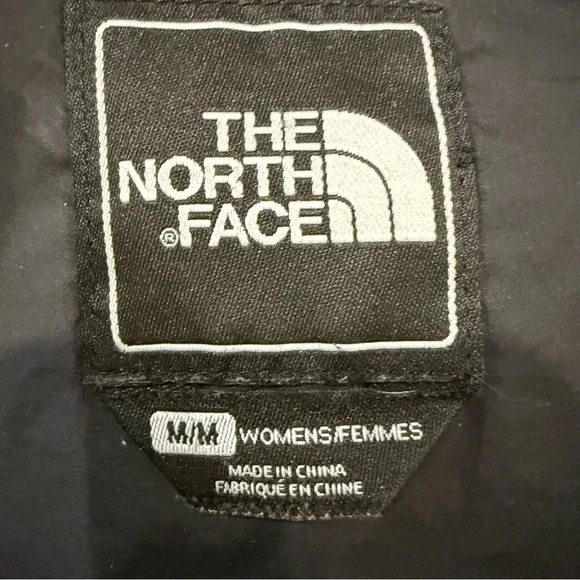 THE
NORTH
®FACE
M/M WOMENS/FEMMES
MADE IN CHINA
FABRIQUÉ EN CHINE